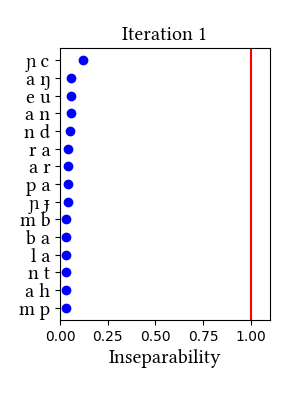 Iteration 1
ɲ c
a ŋ
e u
a n
n d
r a
a r
p a
ɲ ɟ
m b
b a
l a
n t
a h
m p
0.00 0.25 0.50 0.75 1.00
Inseparability